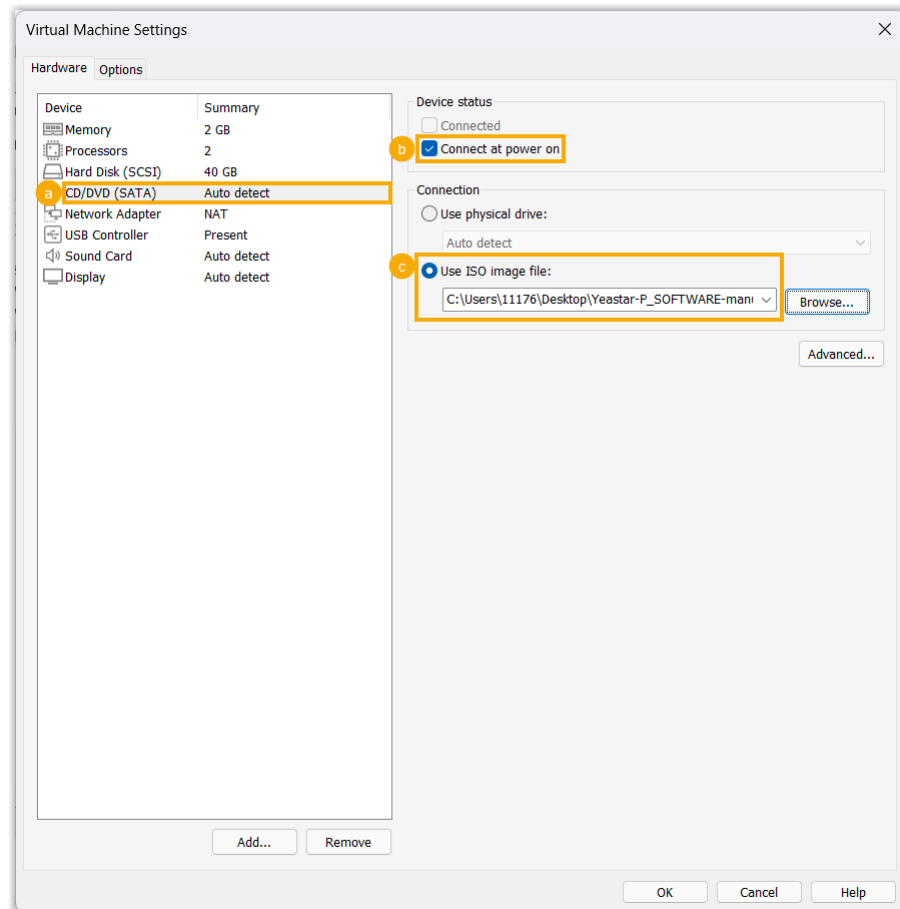 Virtual Machine Settings
Hardware Options
Device Summary
Memory 2 GB
Processors 2
Hard Disk (SCSI) 40 GB
a CD/DVD (SATA) Auto detect
Network Adapter NAT
USB Controller Present
Sound Card Auto detect
Display Auto detect
Add... Remove
Device status
Connected
b Connect at power on
Connection
Use physical drive:
Auto detect
c Use ISO image file:
C:\Users\11176\Desktop\Yeastar-P_SOFTWARE-manu Browse...
Advanced...
OK Cancel Help